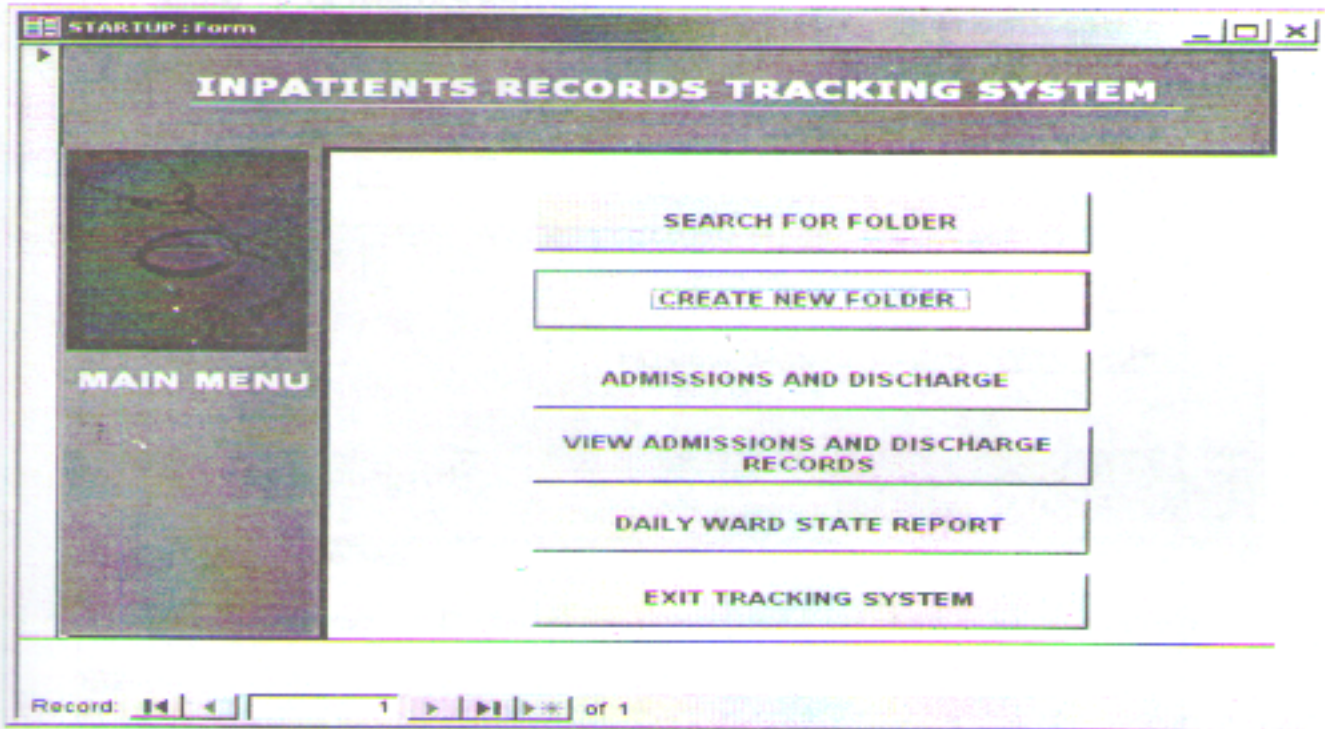 STARTUP : Form
INPATIENTS RECORDS TRACKING SYSTEM
MAIN MENU
SEARCH FOR FOLDER
CREATE NEW FOLDER
ADMISSIONS AND DISCHARGE
VIEW ADMISSIONS AND DISCHARGE
RECORDS
DAILY WARD STATE REPORT
EXIT TRACKING SYSTEM
Record: 1 of 1